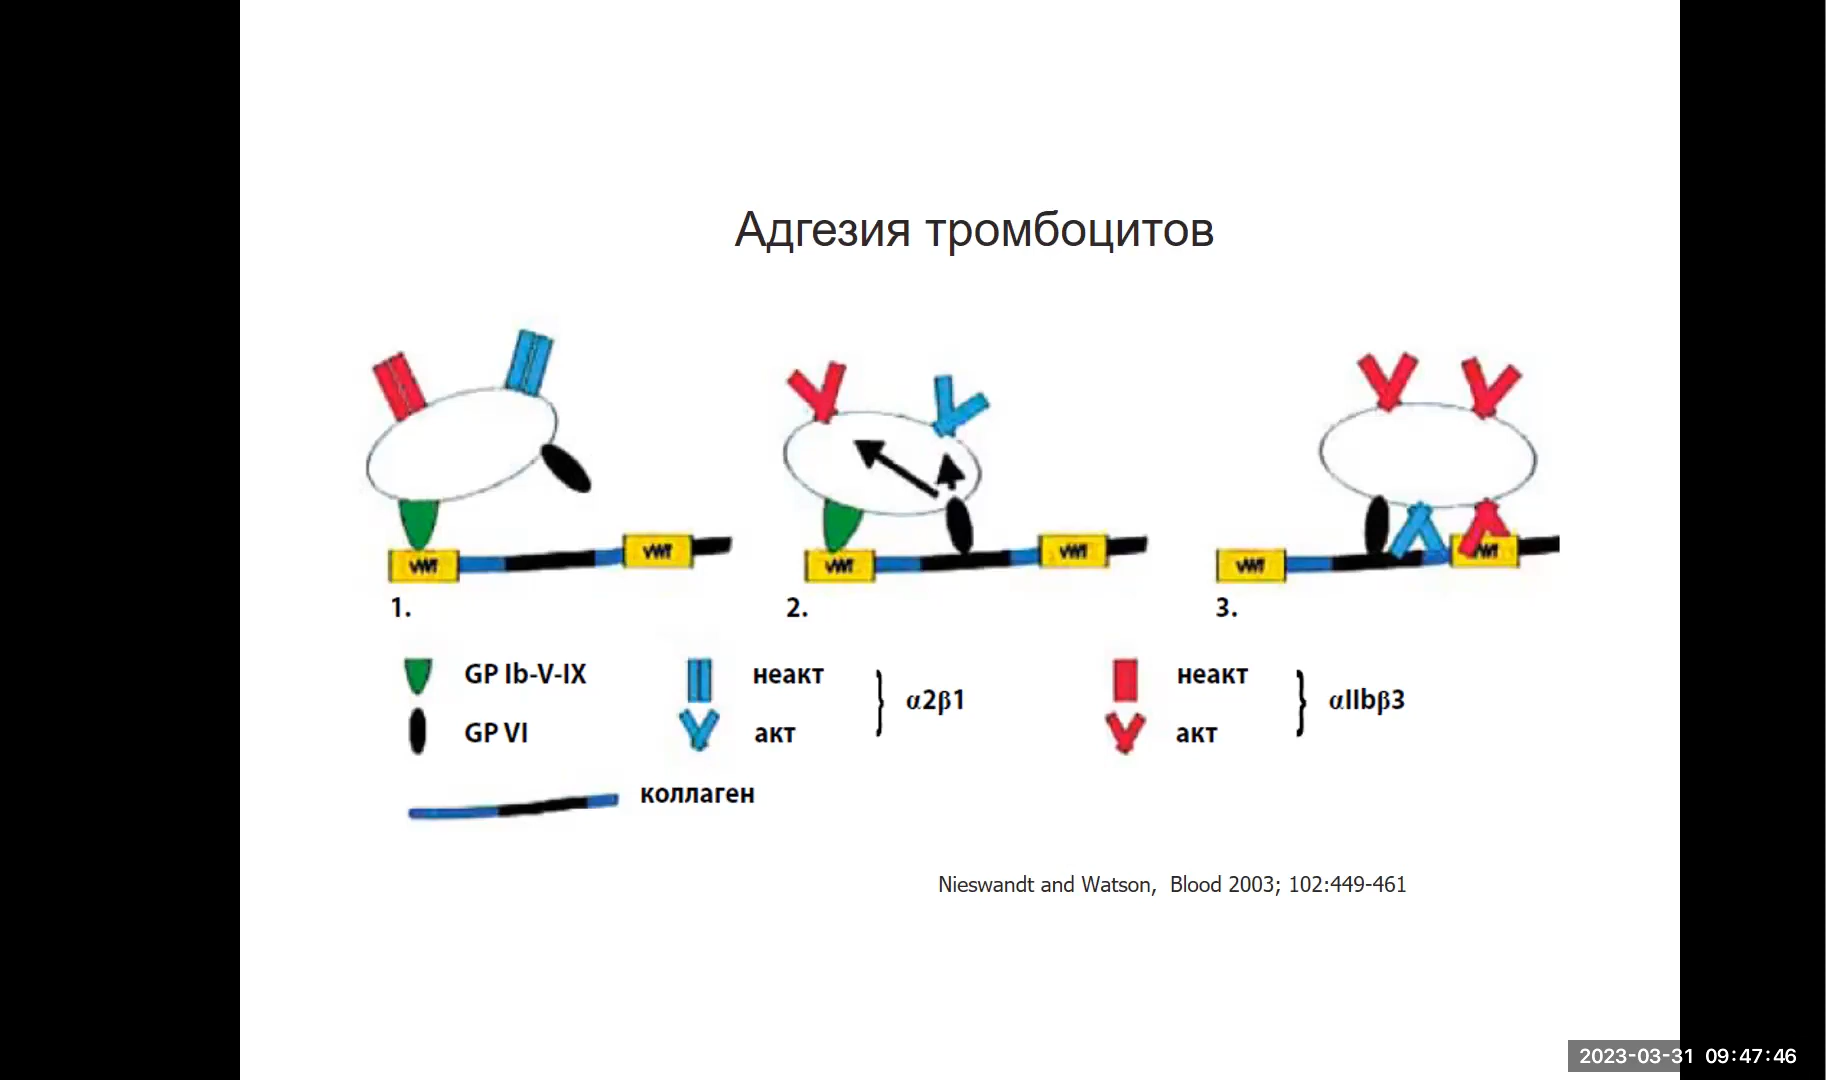 Адгезия тромбоцитов
vWf vWf
vWf vWf
vWf vWf
1.
2.
3.
GP Ib-V-IX
неакт
неакт
α2β1
αIIbβ3
GP VI
акт
акт
коллаген
Nieswandt and Watson, Blood 2003; 102:449-461
2023-03-31 09:47:46